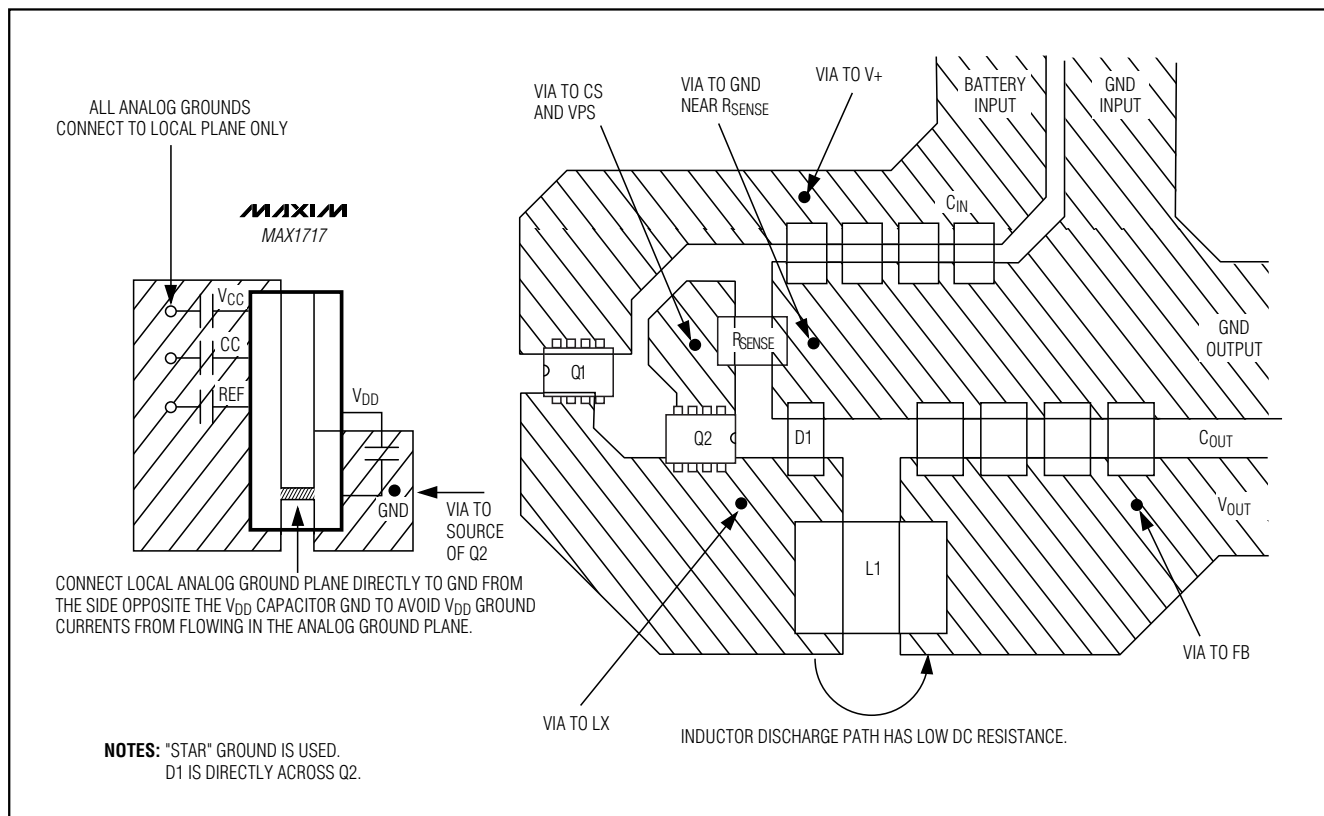 ALL ANALOG GROUNDS
CONNECT TO LOCAL PLANE ONLY
MAXIM
MAX1717
VCC
CC
REF
VDD
GND
VIA TO
SOURCE
OF Q2
CONNECT LOCAL ANALOG GROUND PLANE DIRECTLY TO GND FROM
THE SIDE OPPOSITE THE VDD CAPACITOR GND TO AVOID VDD GROUND
CURRENTS FROM FLOWING IN THE ANALOG GROUND PLANE.
NOTES: "STAR" GROUND IS USED.
D1 IS DIRECTLY ACROSS Q2.
VIA TO CS
AND VPS
VIA TO GND
NEAR RSENSE
VIA TO V+
BATTERY
INPUT
GND
INPUT
CIN
RSENSE
GND
OUTPUT
Q1
Q2
D1
COUT
VOUT
L1
VIA TO FB
VIA TO LX
INDUCTOR DISCHARGE PATH HAS LOW DC RESISTANCE.